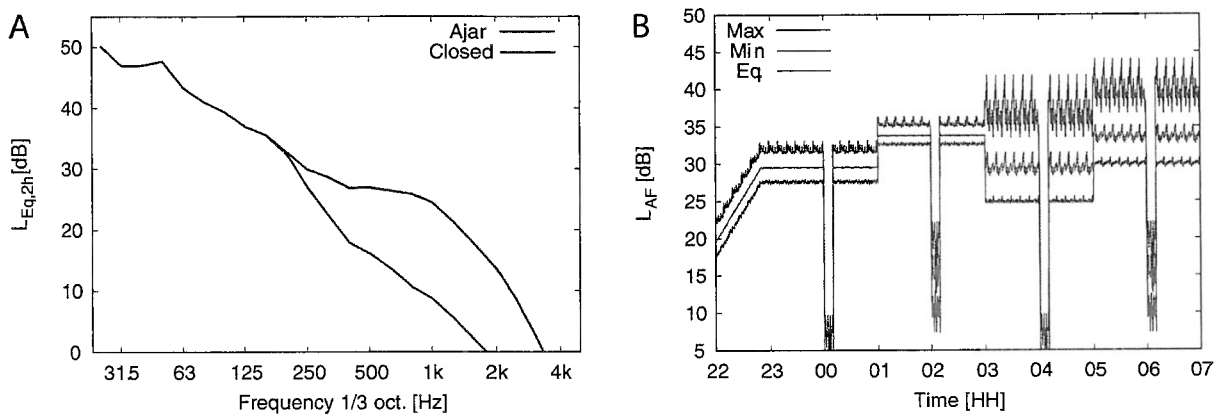 A
Ajar
Closed
50
40
30
20
10
0
L_Eq,2h [dB]
31.5 63 125 250 500 1k 2k 4k
Frequency 1/3 oct. [Hz]
B
Max
Min
Eq
50
45
40
35
30
25
20
15
10
5
L_AF [dB]
22 23 00 01 02 03 04 05 06 07
Time [HH]